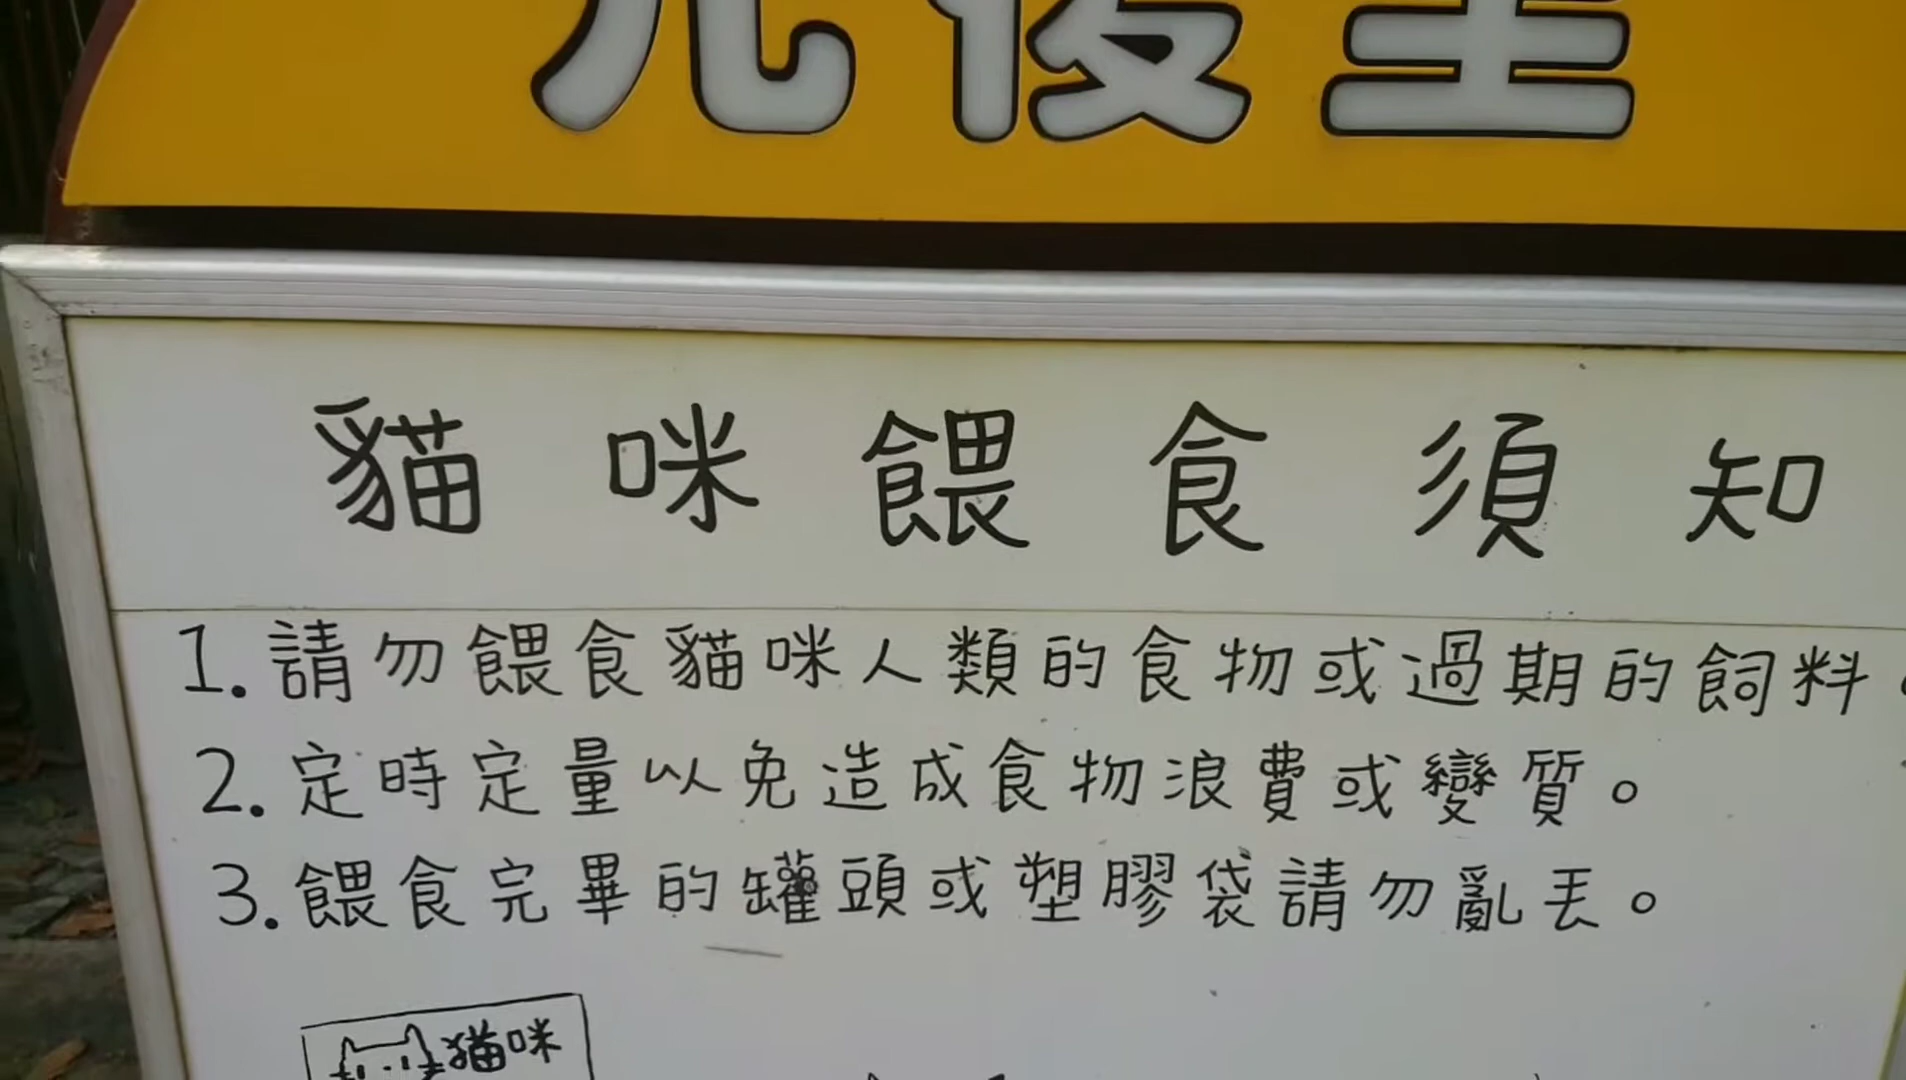 貓咪餵食須知
1.請勿餵食貓咪人類的食物或過期的飼料。
2.定時定量以免造成食物浪費或變質。
3.餵食完畢的罐頭或塑膠袋請勿亂丟。
貓咪